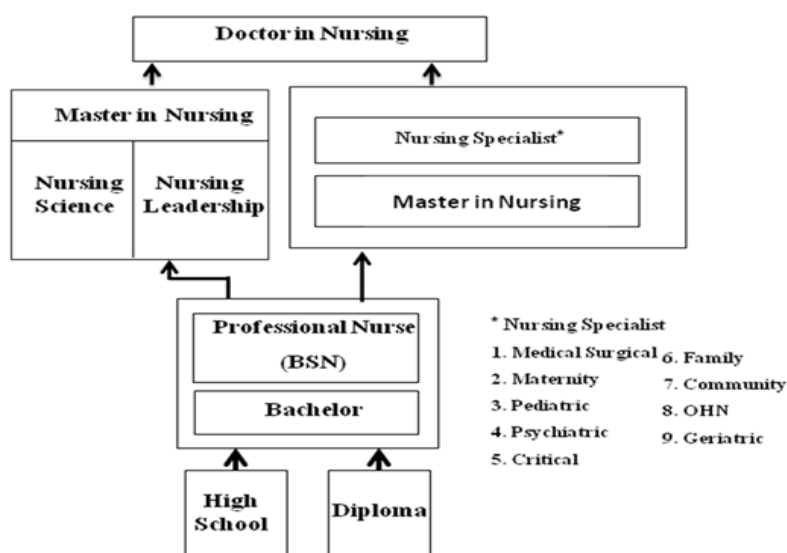 Doctor in Nursing
Master in Nursing
Nursing
Science
Nursing
Leadership
Nursing Specialist*
Master in Nursing
Professional Nurse
(BSN)
Bachelor
High
School
Diploma
* Nursing Specialist
1. Medical Surgical
2. Maternity
3. Pediatric
4. Psychiatric
5. Critical
6. Family
7. Community
8. OHN
9. Geriatric